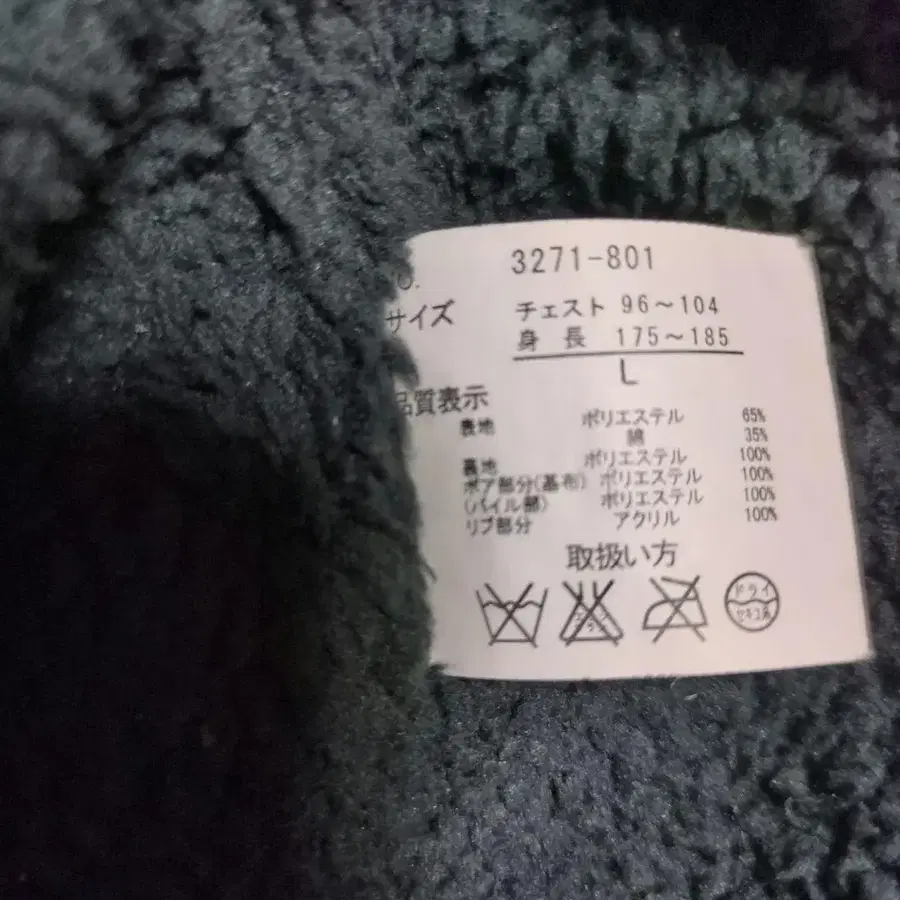 O. 3271-801
サイズ チェスト 96～104
身長 175～185
L
品質表示
表地 ポリエステル 65%
綿 35%
裏地 ポリエステル 100%
ボア部分(基布) ポリエステル 100%
(パイル部) ポリエステル 100%
リブ部分 アクリル 100%
取扱い方
ドライ
セキユ系